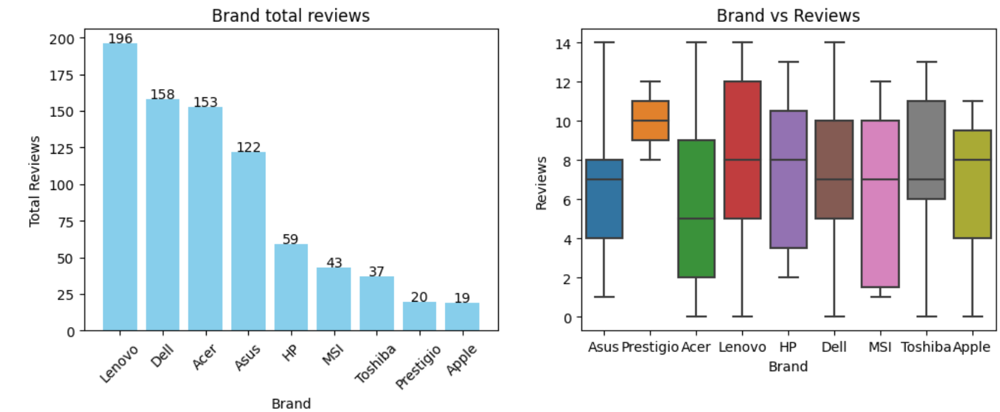 Brand total reviews
Total Reviews
200
175
150
125
100
75
50
25
0
196
158
153
122
59
43
37
20
19
Lenovo
Dell
Acer
Asus
HP
MSI
Toshiba
Prestigio
Apple
Brand
Brand vs Reviews
Reviews
14
12
10
8
6
4
2
0
Asus Prestigio Acer Lenovo HP Dell MSI Toshiba Apple
Brand